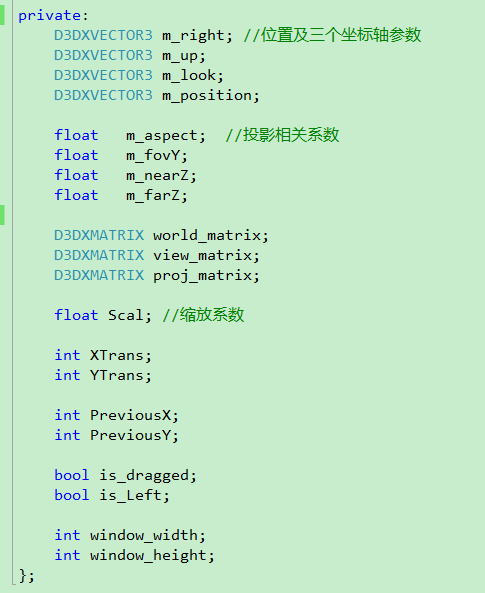 private:
D3DXVECTOR3 m_right; //位置及三个坐标轴参数
D3DXVECTOR3 m_up;
D3DXVECTOR3 m_look;
D3DXVECTOR3 m_position;
float m_aspect; //投影相关系数
float m_fovY;
float m_nearZ;
float m_farZ;
D3DXMATRIX world_matrix;
D3DXMATRIX view_matrix;
D3DXMATRIX proj_matrix;
float Scal; //缩放系数
int XTrans;
int YTrans;
int PreviousX;
int PreviousY;
bool is_dragged;
bool is_Left;
int window_width;
int window_height;
};